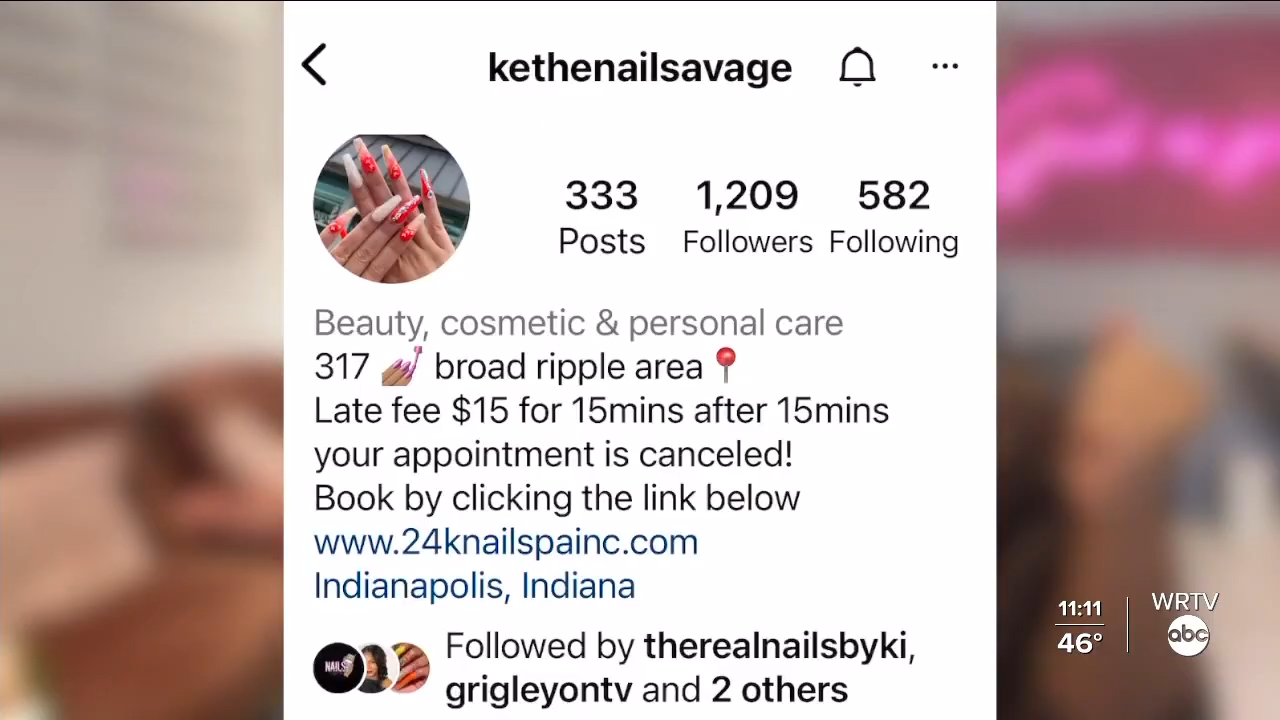 kethenailsavage
333 1,209 582
Posts Followers Following
Beauty, cosmetic & personal care
317 💅 broad ripple area 📍
Late fee $15 for 15mins after 15mins
your appointment is canceled!
Book by clicking the link below
www.24knailspainc.com
Indianapolis, Indiana
NAILS
Followed by therealnailsbyki,
grigleyontv and 2 others
11:11
46°
WRTV
abc